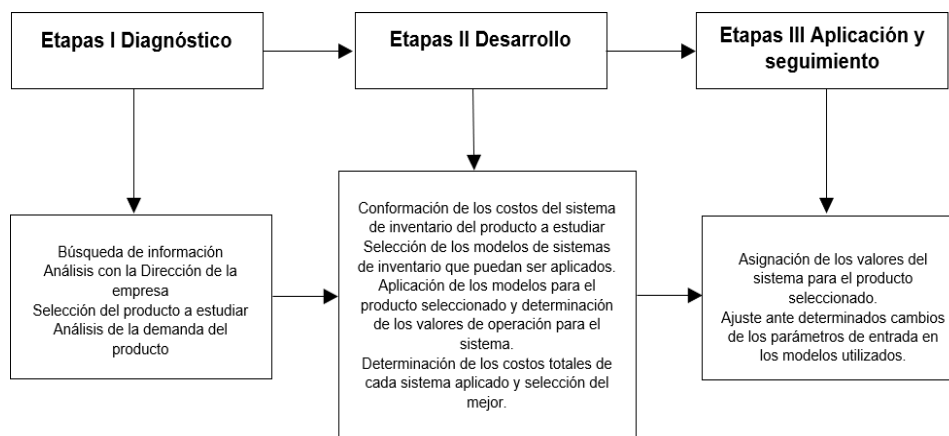 Etapas I Diagnóstico
Etapas II Desarrollo
Etapas III Aplicación y
seguimiento
Búsqueda de información
Análisis con la Dirección de la
empresa
Selección del producto a estudiar
Análisis de la demanda del
producto
Conformación de los costos del sistema
de inventario del producto a estudiar
Selección de los modelos de sistemas
de inventario que puedan ser aplicados.
Aplicación de los modelos para el
producto seleccionado y determinación
de los valores de operación para el
sistema.
Determinación de los costos totales de
cada sistema aplicado y selección del
mejor.
Asignación de los valores del
sistema para el producto
seleccionado.
Ajuste ante determinados cambios
de los parámetros de entrada en
los modelos utilizados.